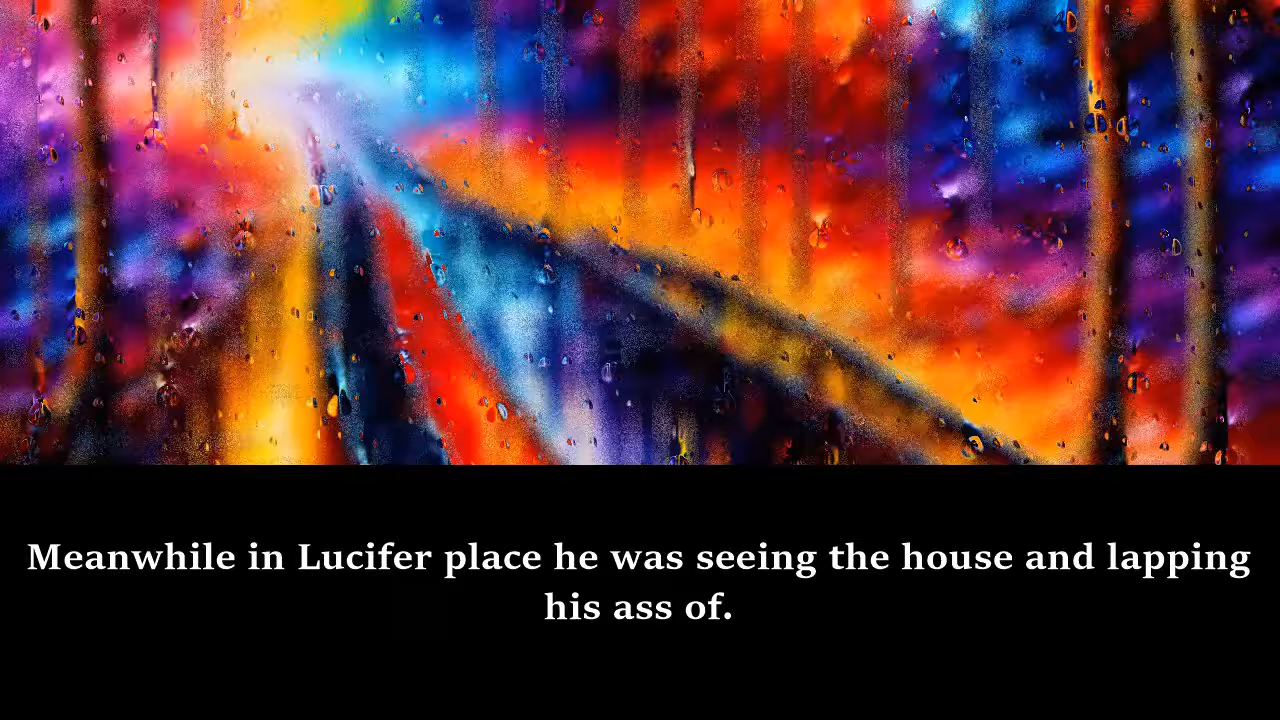 Meanwhile in Lucifer place he was seeing the house and lapping
his ass of.